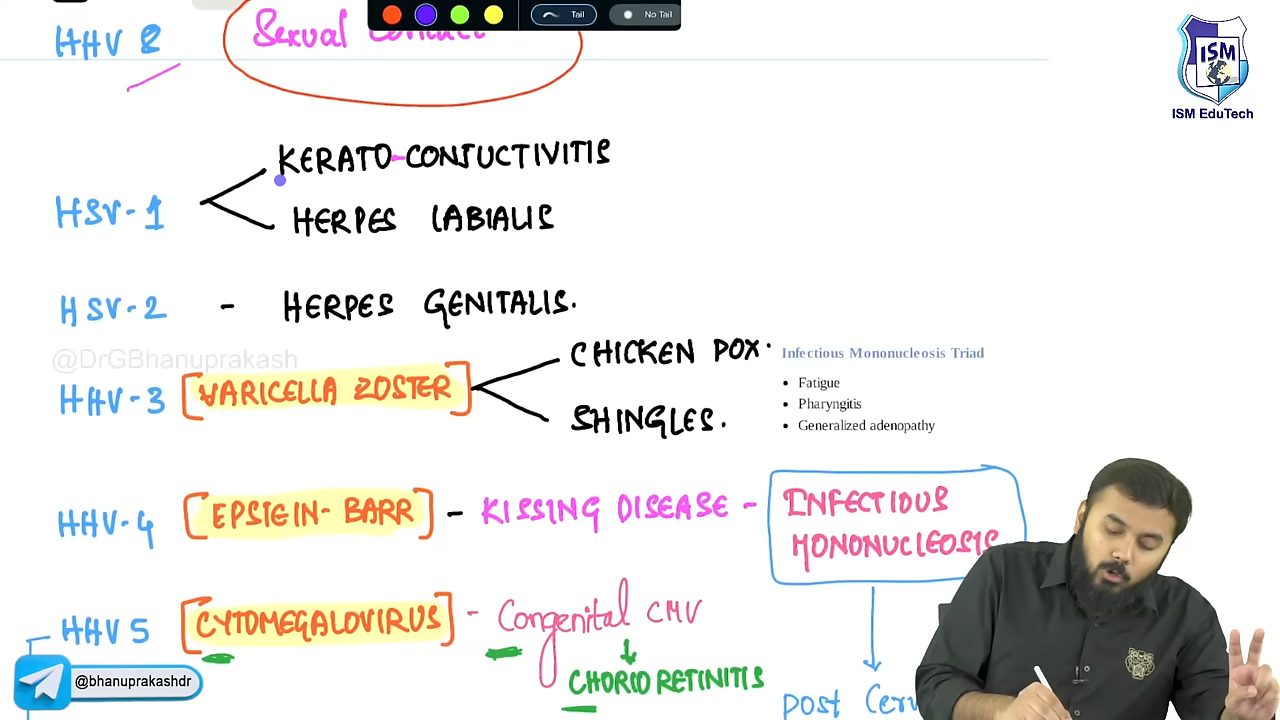 Tail
No Tail
HHV 8
Sexual Contact
ISM
ISM EduTech
KERATO-CONJUCTIVITIS
HSV-1
HERPES LABIALIS
HSV-2 - HERPES GENITALIS.
@DrGBhanuprakash
CHICKEN POX.
HHV-3 [VARICELLA ZOSTER]
SHINGLES.
Infectious Mononucleosis Triad
• Fatigue
• Pharyngitis
• Generalized adenopathy
HHV-4 [EPSTEIN-BARR] - KISSING DISEASE - INFECTIOUS
MONONUCLEOSIS
HHV 5 [CYTOMEGALOVIRUS] - Congenital CMV
CHORIO RETINITIS
@bhanuprakashdr
Post Cerv